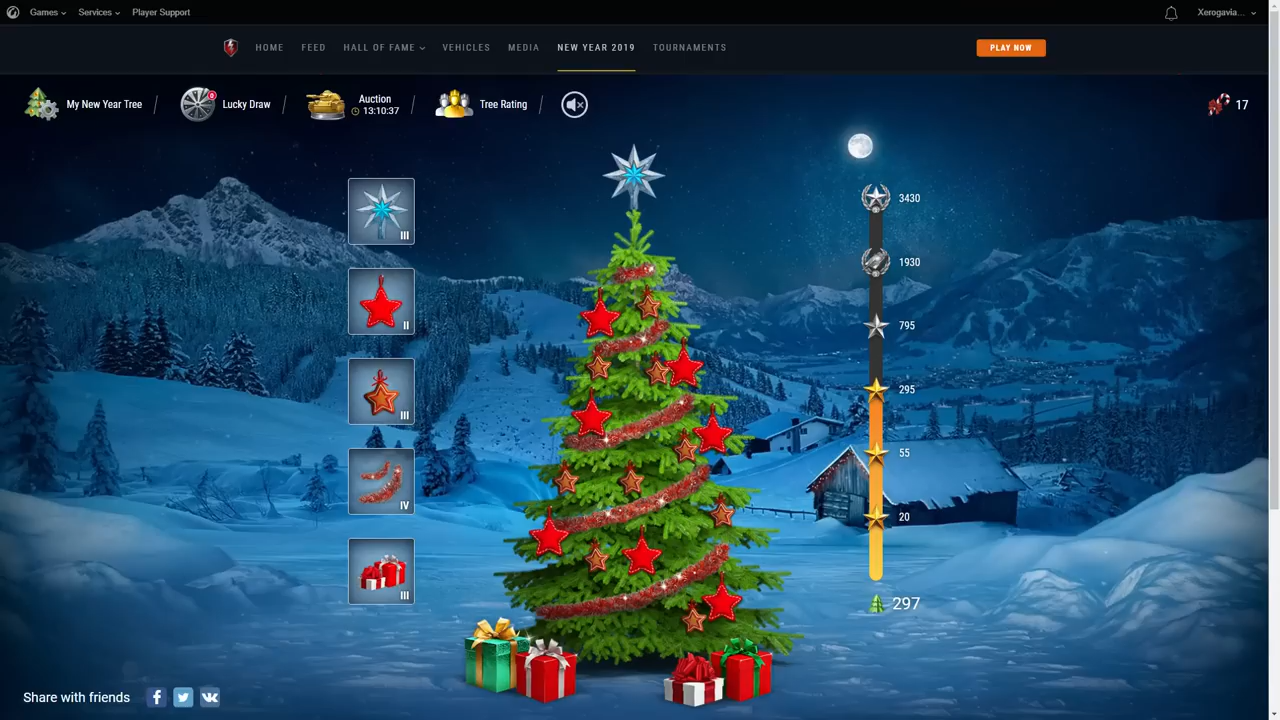 Games
Services
Player Support
Xerogavia...
HOME
FEED
HALL OF FAME
VEHICLES
MEDIA
NEW YEAR 2019
TOURNAMENTS
PLAY NOW
My New Year Tree
0
Lucky Draw
Auction
13:10:37
Tree Rating
17
III
II
III
IV
III
3430
1930
795
295
55
20
297
Share with friends